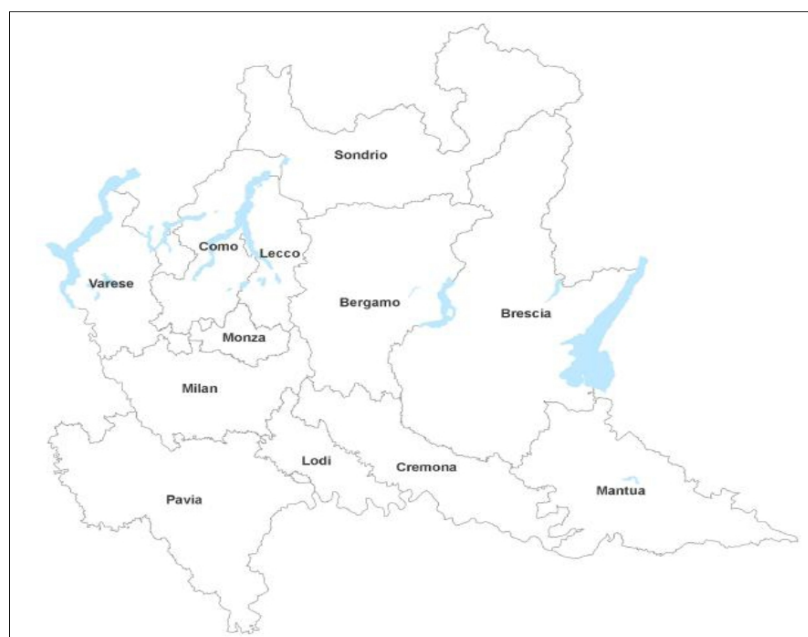 Sondrio
Como
Lecco
Varese
Bergamo
Brescia
Monza
Milan
Lodi
Cremona
Mantua
Pavia